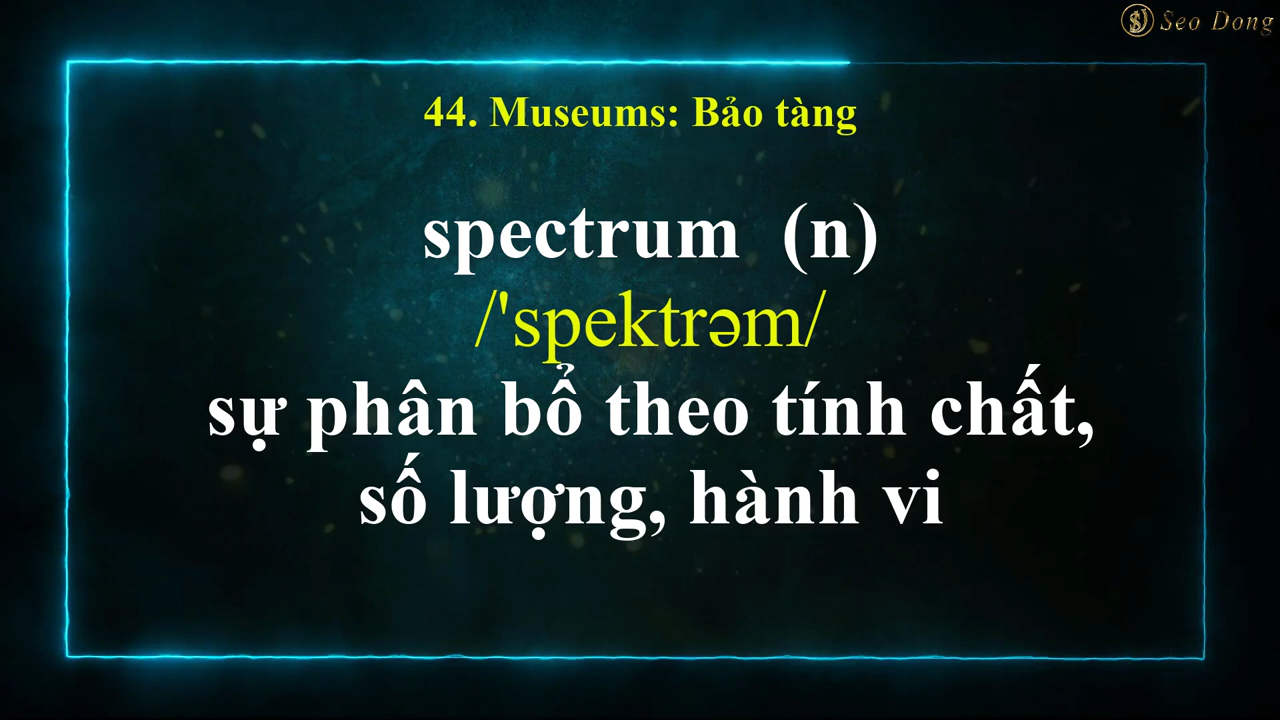 Seo Dong
44. Museums: Bảo tàng
spectrum (n)
/'spektrəm/
sự phân bổ theo tính chất,
số lượng, hành vi